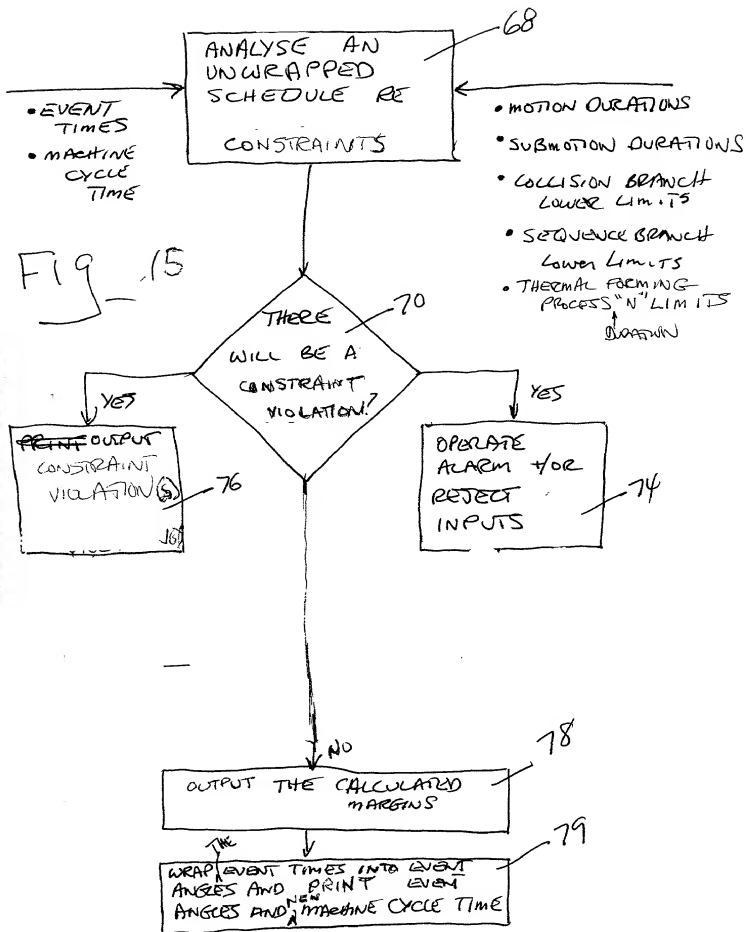 68
ANALYSE AN
UNWRAPPED
SCHEDULE RE
CONSTRAINTS
• EVENT
TIMES
• MACHINE
CYCLE
TIME
• MOTION DURATIONS
• SUBMOTION DURATIONS
• COLLISION BRANCH
LOWER LIMITS
• SEQUENCE BRANCH
LOWER LIMITS
• THERMAL FORMING
PROCESS "N" LIMITS
DURATION
Fig_.15
70
THERE
WILL BE A
CONSTRAINT
VIOLATION?
YES
YES
PRINT OUTPUT
CONSTRAINT
VIOLATION(S)
76
OPERATE
ALARM +/OR
REJECT
INPUTS
74
NO
78
OUTPUT THE CALCULATED
MARGINS
79
THE
WRAP EVENT TIMES INTO EVENT
ANGLES AND PRINT EVENT
NEW
ANGLES AND MACHINE CYCLE TIME